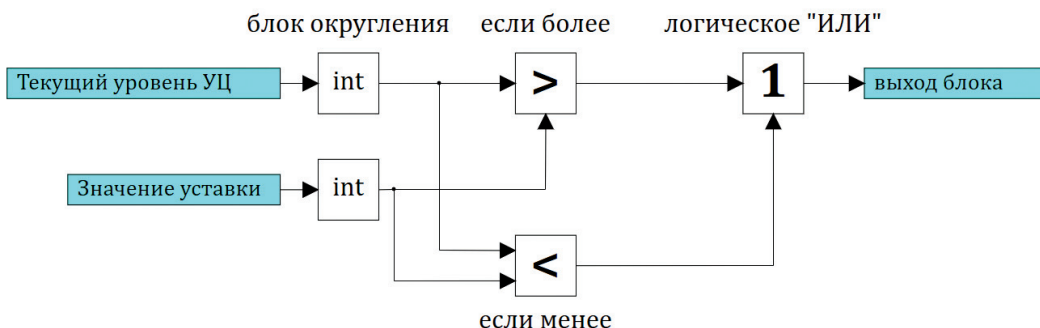 блок округления
если более
логическое "ИЛИ"
Текущий уровень УЦ
int
>
1
выход блока
Значение уставки
int
<
если менее